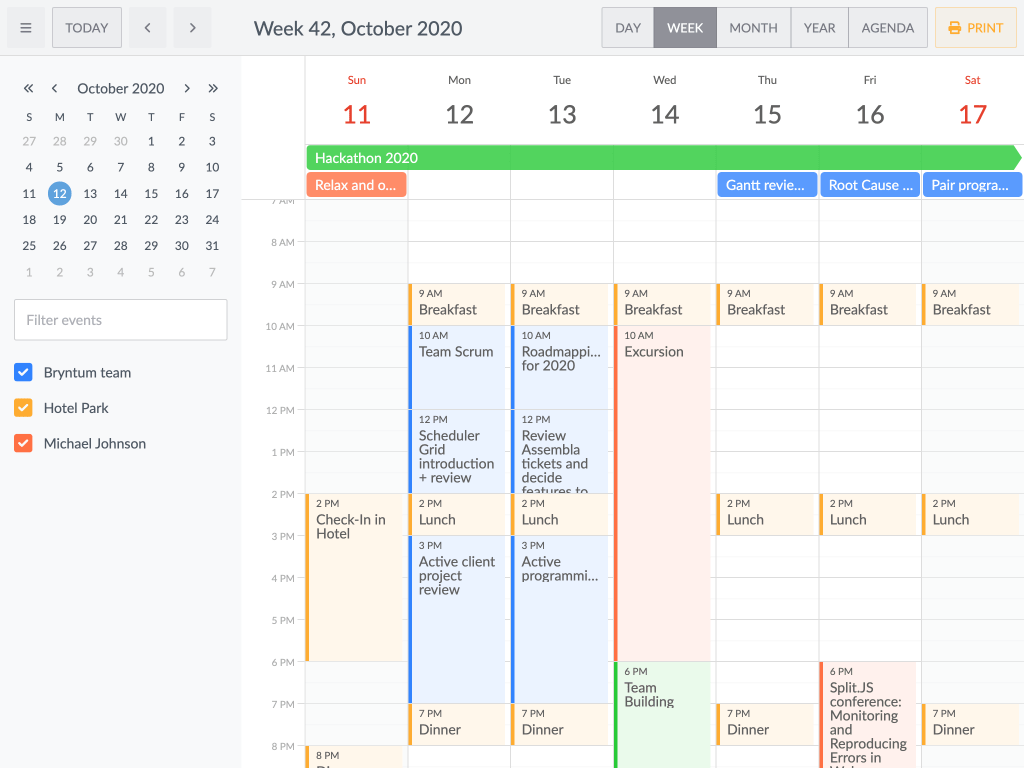 TODAY
Week 42, October 2020
DAY WEEK MONTH YEAR AGENDA PRINT
October 2020
S M T W T F S
27 28 29 30 1 2 3
4 5 6 7 8 9 10
11 12 13 14 15 16 17
18 19 20 21 22 23 24
25 26 27 28 29 30 31
1 2 3 4 5 6 7
Filter events
Bryntum team
Hotel Park
Michael Johnson
Sun Mon Tue Wed Thu Fri Sat
11 12 13 14 15 16 17
Hackathon 2020
Relax and o... Gantt revie... Root Cause ... Pair progra...
7 AM
8 AM
9 AM
10 AM
11 AM
12 PM
1 PM
2 PM
3 PM
4 PM
5 PM
6 PM
7 PM
8 PM
2 PM
Check-In in
Hotel
8 PM
9 AM
Breakfast
10 AM
Team Scrum
12 PM
Scheduler
Grid
introduction
+ review
2 PM
Lunch
3 PM
Active client
project
review
7 PM
Dinner
9 AM
Breakfast
10 AM
Roadmappi...
for 2020
12 PM
Review
Assembla
tickets and
decide
features to
2 PM
Lunch
3 PM
Active
programmi...
7 PM
Dinner
9 AM
Breakfast
10 AM
Excursion
6 PM
Team
Building
9 AM
Breakfast
2 PM
Lunch
7 PM
Dinner
9 AM
Breakfast
2 PM
Lunch
6 PM
Split.JS
conference:
Monitoring
and
Reproducing
Errors in
9 AM
Breakfast
2 PM
Lunch
7 PM
Dinner